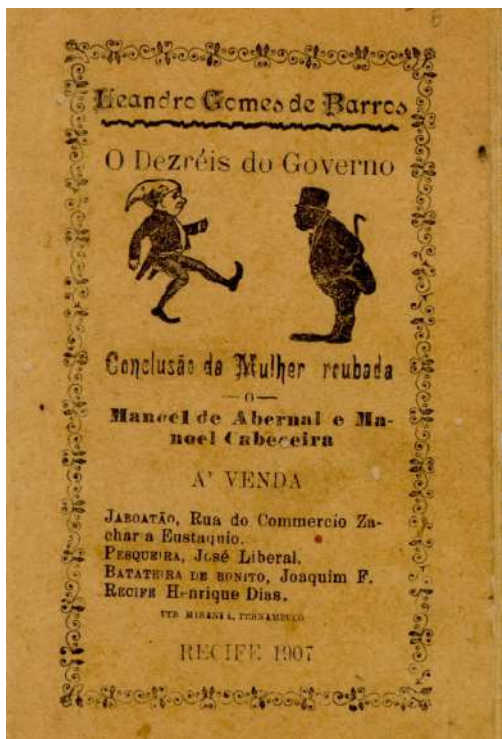 6
Leandro Gomes de Barros
O Dezréis do Governo
Conclusão da Mulher roubada
—O—
Manoel de Abernal e Ma-
noel Cabeceira
A' VENDA
JABOATÃO, Rua do Commercio Za-
char a Eustaquio.
PESQUEIRA, José Liberal.
BATATEIRA DE BONITO, Joaquim F.
RECIFE Henrique Dias.
TYP. MIRANDA, PERNAMBUCO
RECIFE 1907